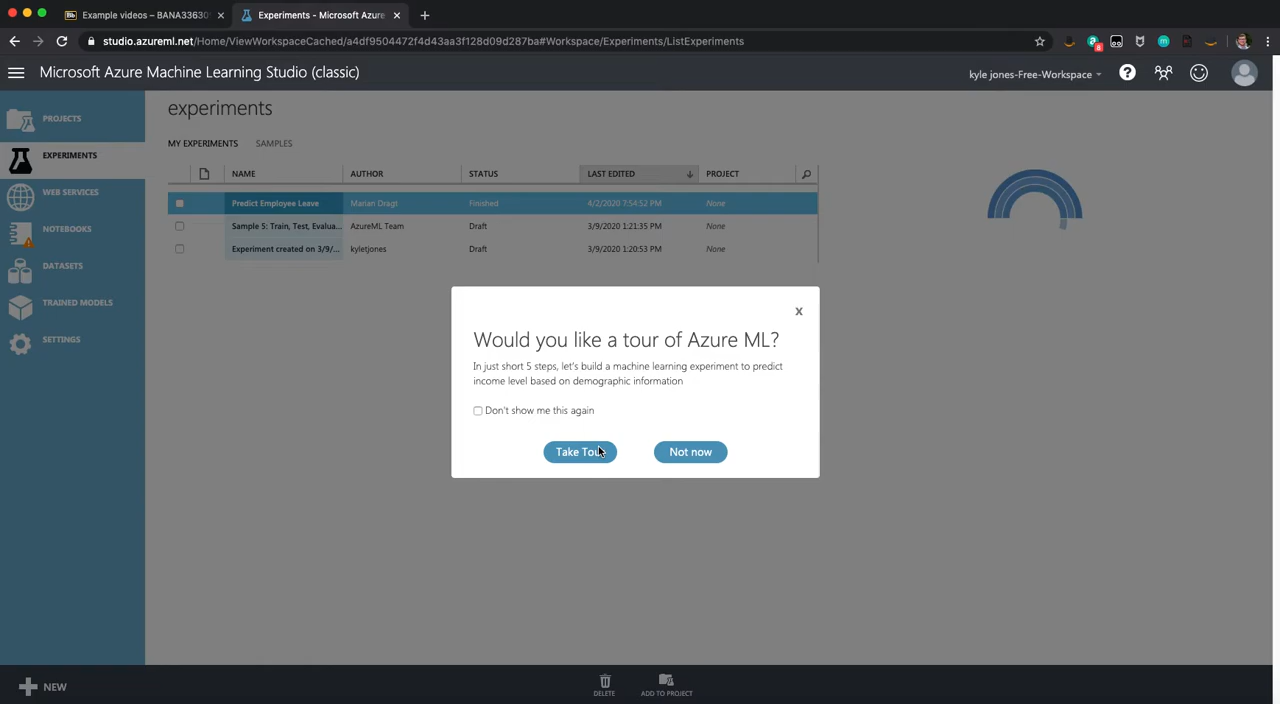 Example videos – BANA3363
Experiments - Microsoft Azure
studio.azureml.net/Home/ViewWorkspaceCached/a4df9504472f4d43aa3f128d09d287ba#Workspace/Experiments/ListExperiments
Microsoft Azure Machine Learning Studio (classic)
kyle jones-Free-Workspace
PROJECTS
EXPERIMENTS
WEB SERVICES
NOTEBOOKS
DATASETS
TRAINED MODELS
SETTINGS
experiments
MY EXPERIMENTS SAMPLES
NAME AUTHOR STATUS LAST EDITED PROJECT
Predict Employee Leave Marian Dragt Finished 4/2/2020 7:54:52 PM None
Sample 5: Train, Test, Evalua... AzureML Team Draft 3/9/2020 1:21:35 PM None
Experiment created on 3/9/... kyletjones Draft 3/9/2020 1:20:53 PM None
X
Would you like a tour of Azure ML?
In just short 5 steps, let's build a machine learning experiment to predict
income level based on demographic information
Don't show me this again
Take Tour
Not now
NEW
DELETE
ADD TO PROJECT